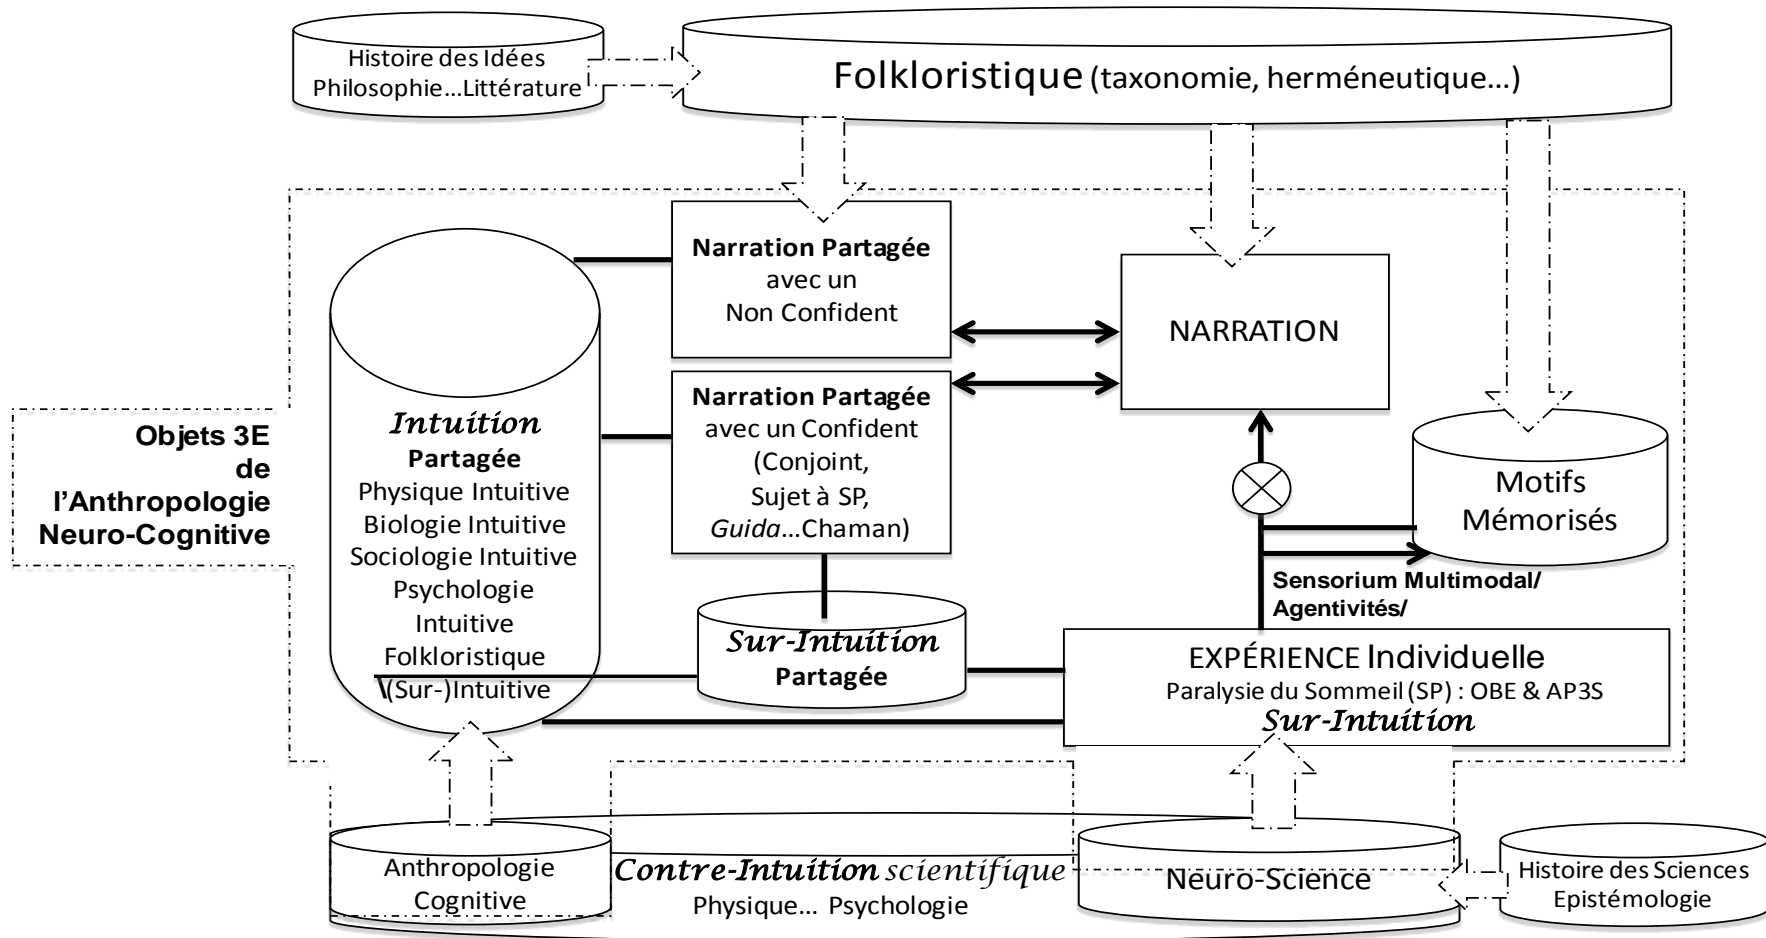 Histoire des Idées
Philosophie...Littérature
Folkloristique (taxonomie, herméneutique...)
Narration Partagée
avec un
Non Confident
NARRATION
Objets 3E
de
l'Anthropologie
Neuro-Cognitive
Intuition
Partagée
Physique Intuitive
Biologie Intuitive
Sociologie Intuitive
Psychologie
Intuitive
Folkloristique
\(Sur-)Intuitive
Narration Partagée
avec un Confident
(Conjoint,
Sujet à SP,
Guida...Chaman)
Motifs
Mémorisés
Sensorium Multimodal/
Agentivités/
Sur-Intuition
Partagée
EXPÉRIENCE Individuelle
Paralysie du Sommeil (SP) : OBE & AP3S
Sur-Intuition
Anthropologie
Cognitive
Contre-Intuition scientifique
Physique... Psychologie
Neuro-Science
Histoire des Sciences
Epistémologie